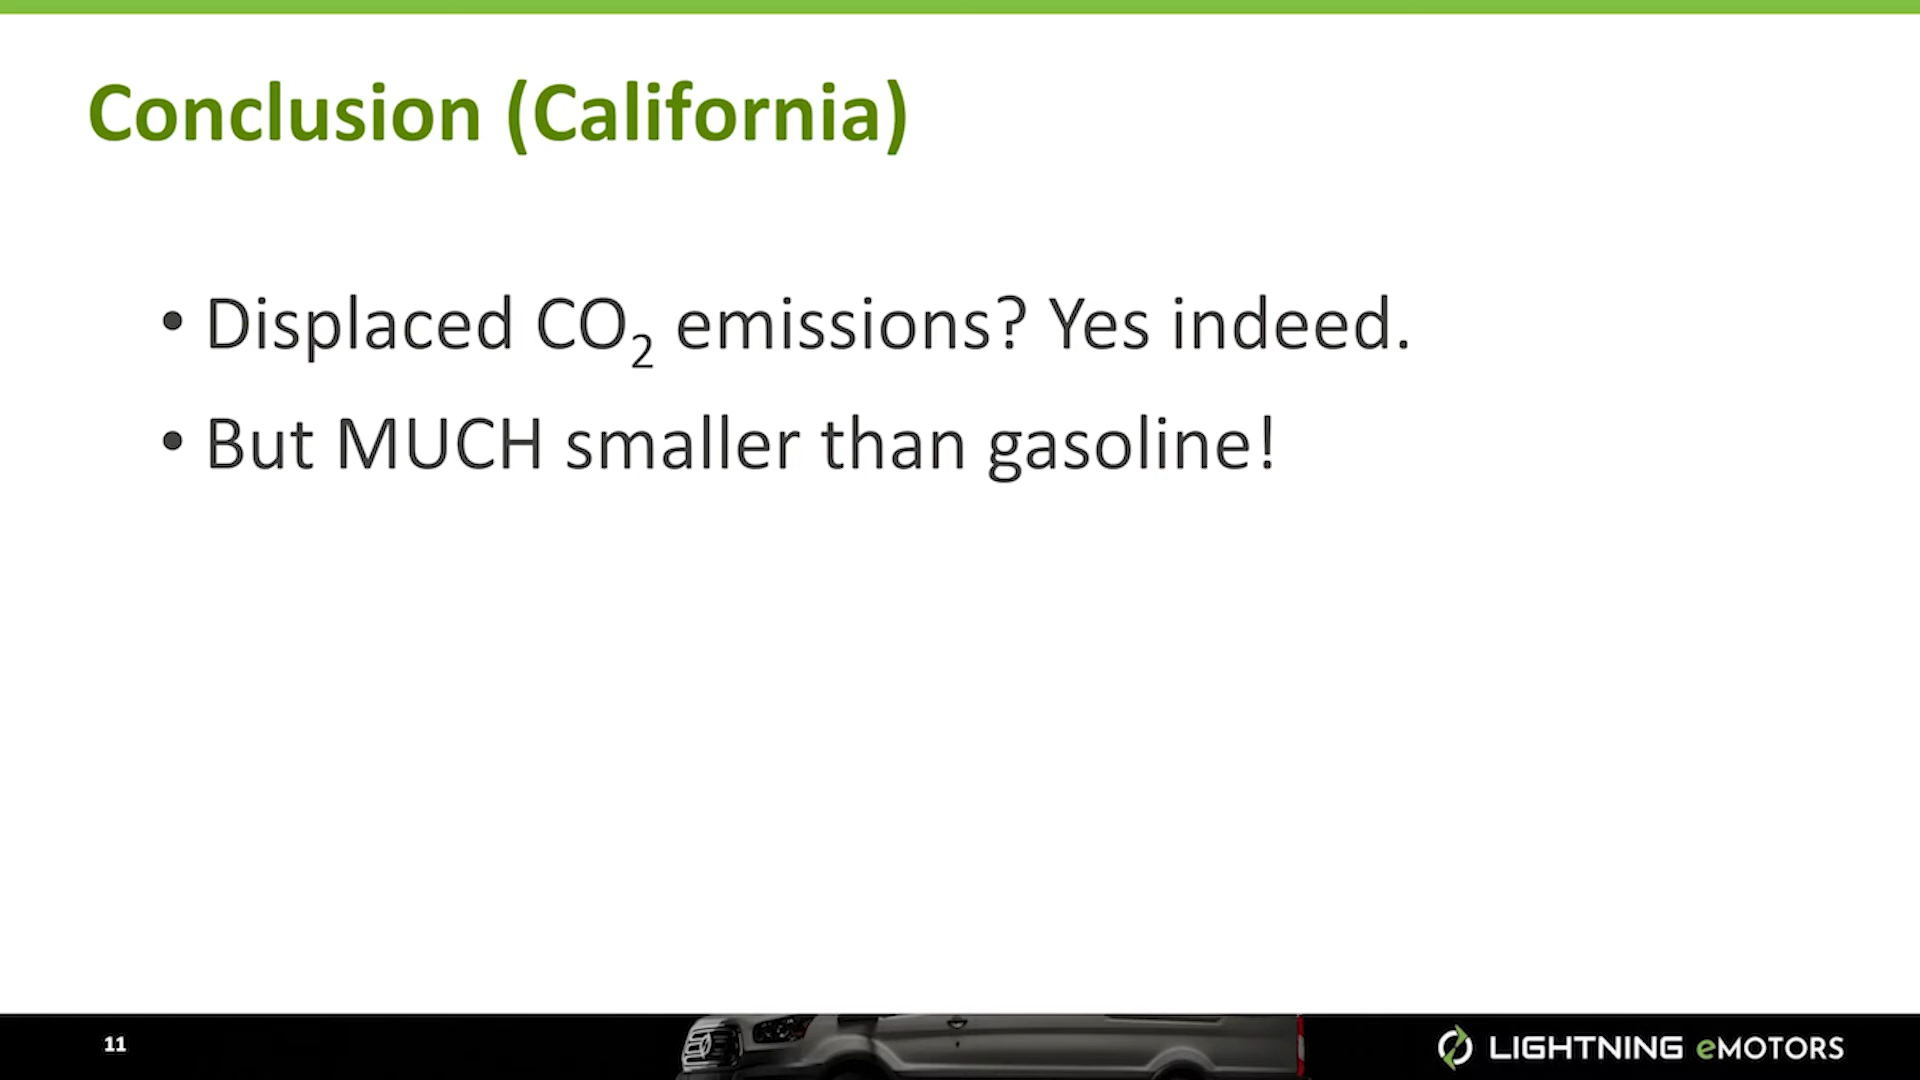 Conclusion (California)
• Displaced CO₂ emissions? Yes indeed.
• But MUCH smaller than gasoline!
11
LIGHTNING eMOTORS